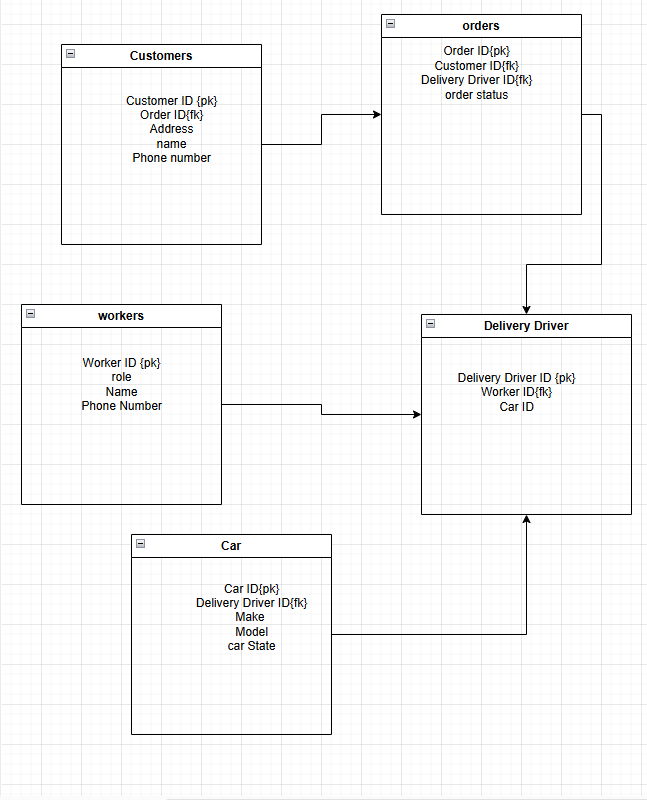 Customers
Customer ID {pk}
Order ID{fk}
Address
name
Phone number
orders
Order ID{pk}
Customer ID{fk}
Delivery Driver ID{fk}
order status
workers
Worker ID {pk}
role
Name
Phone Number
Delivery Driver
Delivery Driver ID {pk}
Worker ID{fk}
Car ID
Car
Car ID{pk}
Delivery Driver ID{fk}
Make
Model
car State